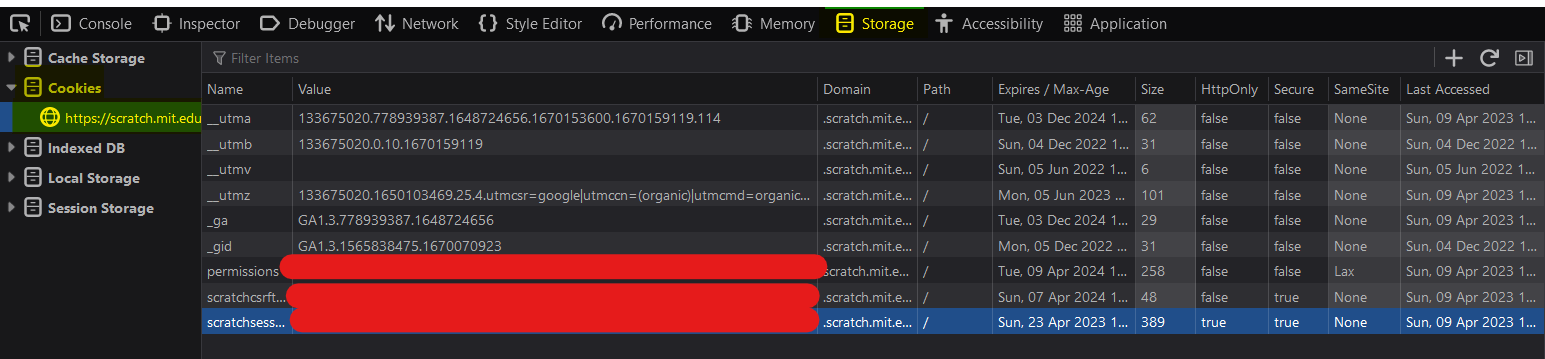 Console Inspector Debugger Network Style Editor Performance Memory Storage Accessibility Application
Cache Storage
Cookies
https://scratch.mit.edu
Indexed DB
Local Storage
Session Storage
Filter Items
Name Value Domain Path Expires / Max-Age Size HttpOnly Secure SameSite Last Accessed
__utma 133675020.778939387.1648724656.1670153600.1670159119.114 .scratch.mit.e... / Tue, 03 Dec 2024 1... 62 false false None Sun, 09 Apr 2023 1...
__utmb 133675020.0.10.1670159119 .scratch.mit.e... / Sun, 04 Dec 2022 ... 31 false false None Sun, 04 Dec 2022 1...
__utmv .scratch.mit.e... / Sun, 05 Jun 2022 ... 6 false false None Sun, 05 Jun 2022 1...
__utmz 133675020.1650103469.25.4.utmcsr=google|utmccn=(organic)|utmcmd=organic... .scratch.mit.e... / Mon, 05 Jun 2023 ... 101 false false None Sun, 09 Apr 2023 1...
_ga GA1.3.778939387.1648724656 .scratch.mit.e... / Tue, 03 Dec 2024 1... 29 false false None Sun, 09 Apr 2023 1...
_gid GA1.3.1565838475.1670070923 .scratch.mit.e... / Mon, 05 Dec 2022 ... 31 false false None Sun, 04 Dec 2022 1...
permissions scratch.mit.e... / Tue, 09 Apr 2024 1... 258 false false Lax Sun, 09 Apr 2023 1...
scratchcsrft... .scratch.mit.e... / Sun, 07 Apr 2024 1... 48 false true None Sun, 09 Apr 2023 1...
scratchsess... .scratch.mit.e... / Sun, 23 Apr 2023 1... 389 true true None Sun, 09 Apr 2023 1...